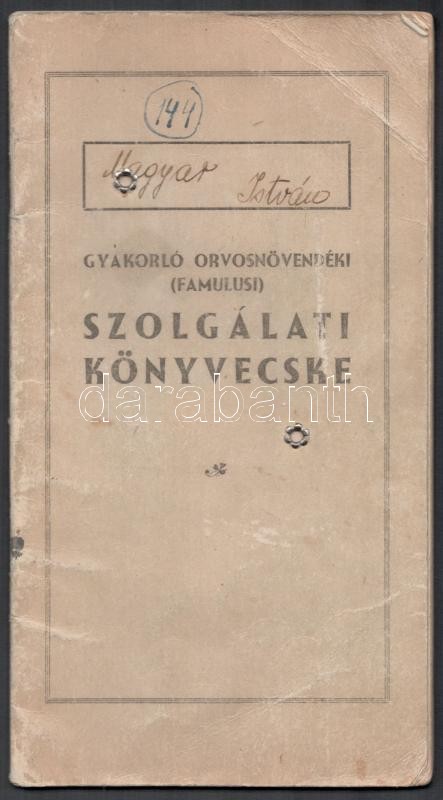 144
Magyar
István
GYAKORLÓ ORVOSNÖVENDÉKI
(FAMULUSI)
SZOLGÁLATI
KÖNYVECSKE
darabanth